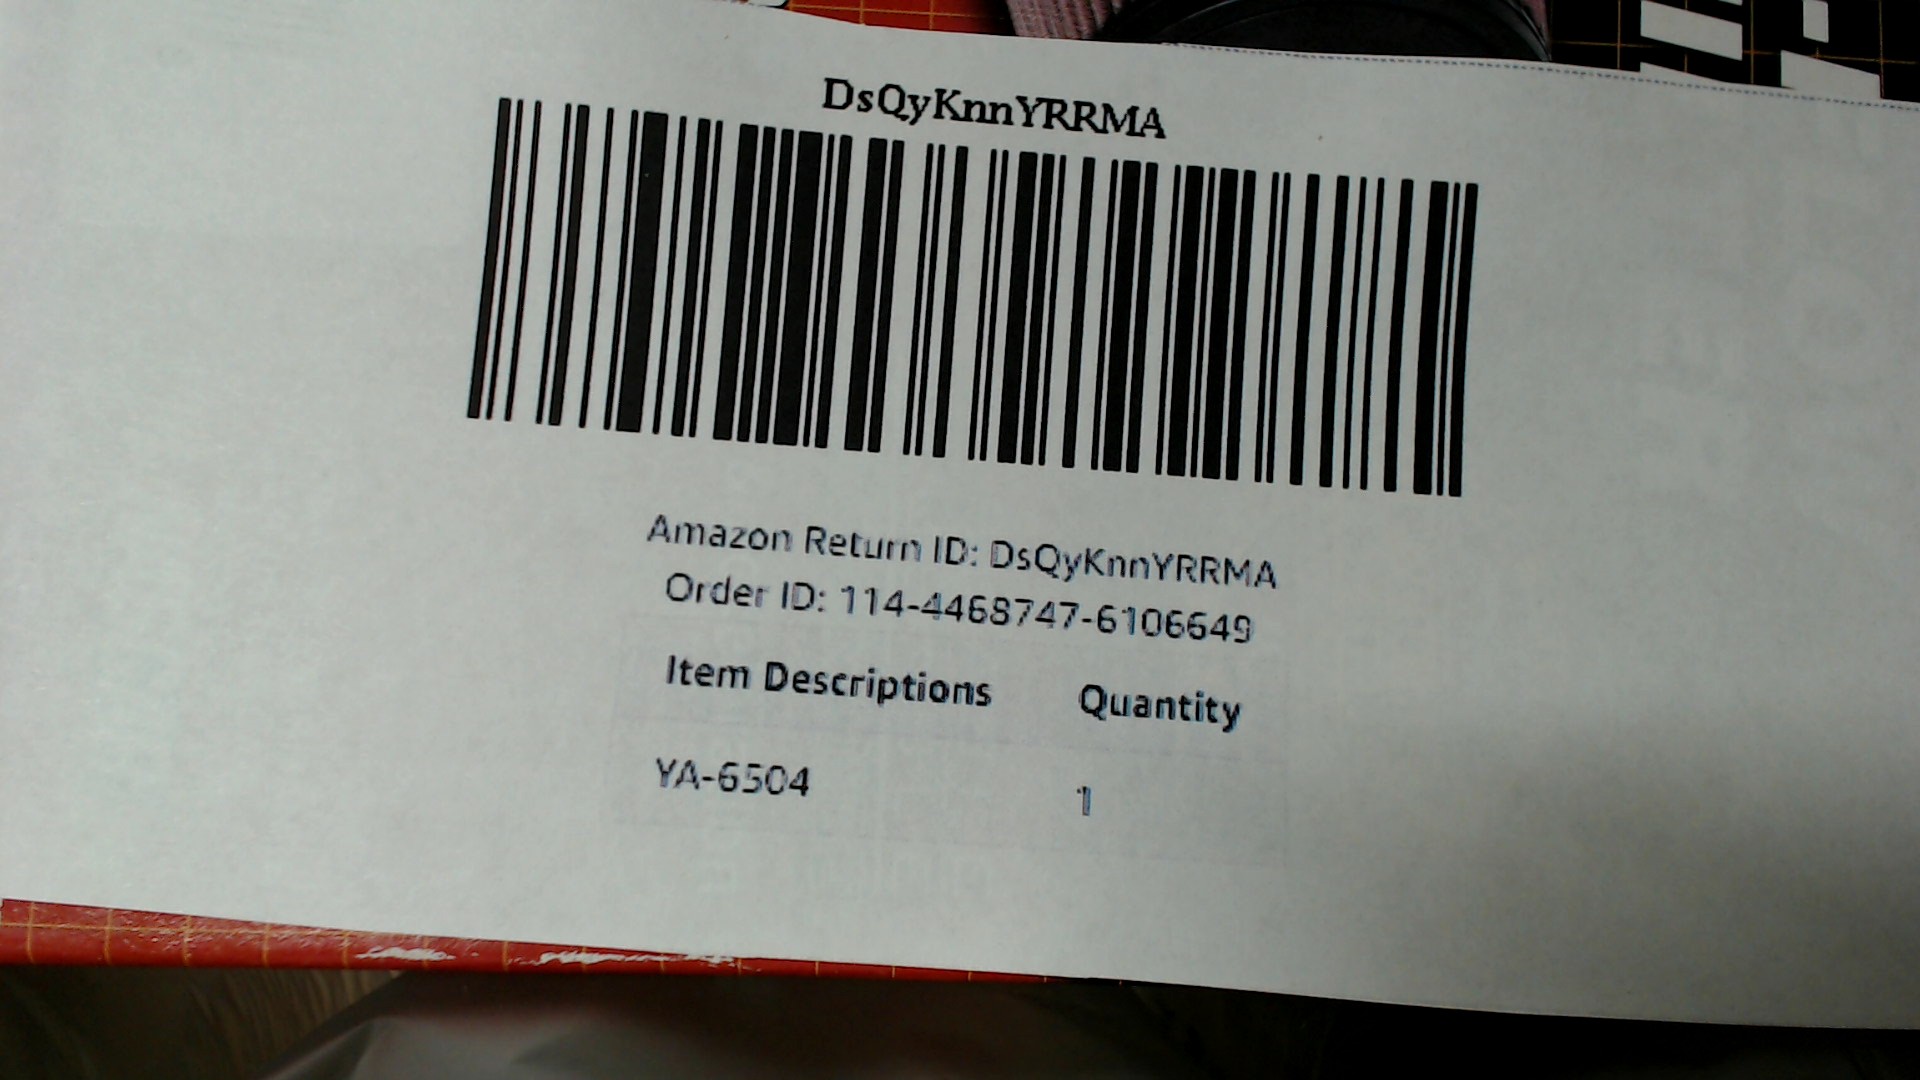 DsQyKnnYRRMA
Amazon Return ID: DsQyKnnYRRMA
Order ID: 114-4468747-6106649
Item Descriptions Quantity
YA-6504 1